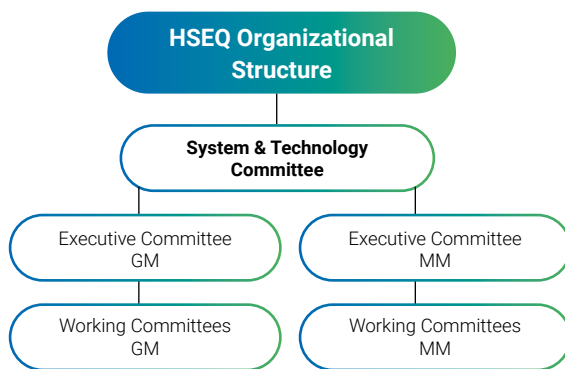 HSEQ Organizational
Structure
System & Technology
Committee
Executive Committee
GM
Executive Committee
MM
Working Committees
GM
Working Committees
MM